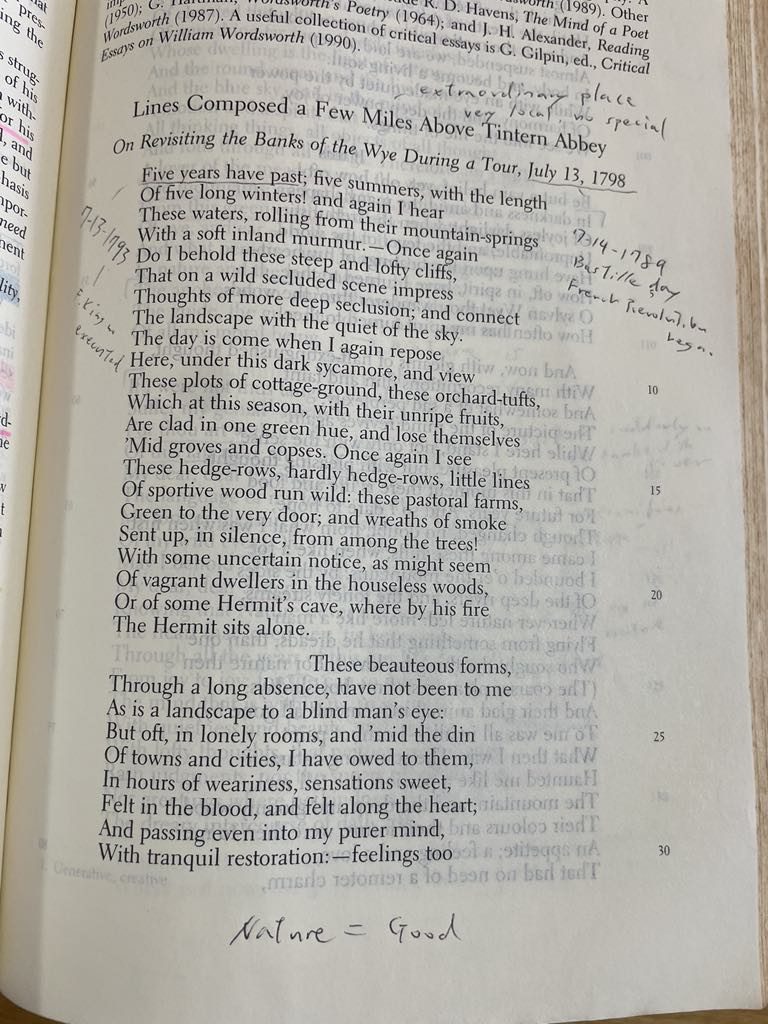 (1950); G. Poetry (1964); and J. H. Alexander, Reading
Wordsworth (1987). A useful collection of critical essays is G. Gilpin, ed., Critical
Essays on William Wordsworth (1990).
extraordinary place
very local, no special
Lines Composed a Few Miles Above Tintern Abbey
On Revisiting the Banks of the Wye During a Tour, July 13, 1798
Five years have past; five summers, with the length
Of five long winters! and again I hear
These waters, rolling from their mountain-springs
With a soft inland murmur.—Once again
Do I behold these steep and lofty cliffs,
That on a wild secluded scene impress
Thoughts of more deep seclusion; and connect
The landscape with the quiet of the sky.
The day is come when I again repose
Here, under this dark sycamore, and view
These plots of cottage-ground, these orchard-tufts, 10
Which at this season, with their unripe fruits,
Are clad in one green hue, and lose themselves
'Mid groves and copses. Once again I see
These hedge-rows, hardly hedge-rows, little lines
Of sportive wood run wild: these pastoral farms, 15
Green to the very door; and wreaths of smoke
Sent up, in silence, from among the trees!
With some uncertain notice, as might seem
Of vagrant dwellers in the houseless woods,
Or of some Hermit's cave, where by his fire 20
The Hermit sits alone.
These beauteous forms,
Through a long absence, have not been to me
As is a landscape to a blind man's eye:
But oft, in lonely rooms, and 'mid the din 25
Of towns and cities, I have owed to them,
In hours of weariness, sensations sweet,
Felt in the blood, and felt along the heart;
And passing even into my purer mind,
With tranquil restoration:—feelings too 30
7-13-1793
King
executed
7-14-1789
Bastille day
French Revolution
began.
Nature = Good